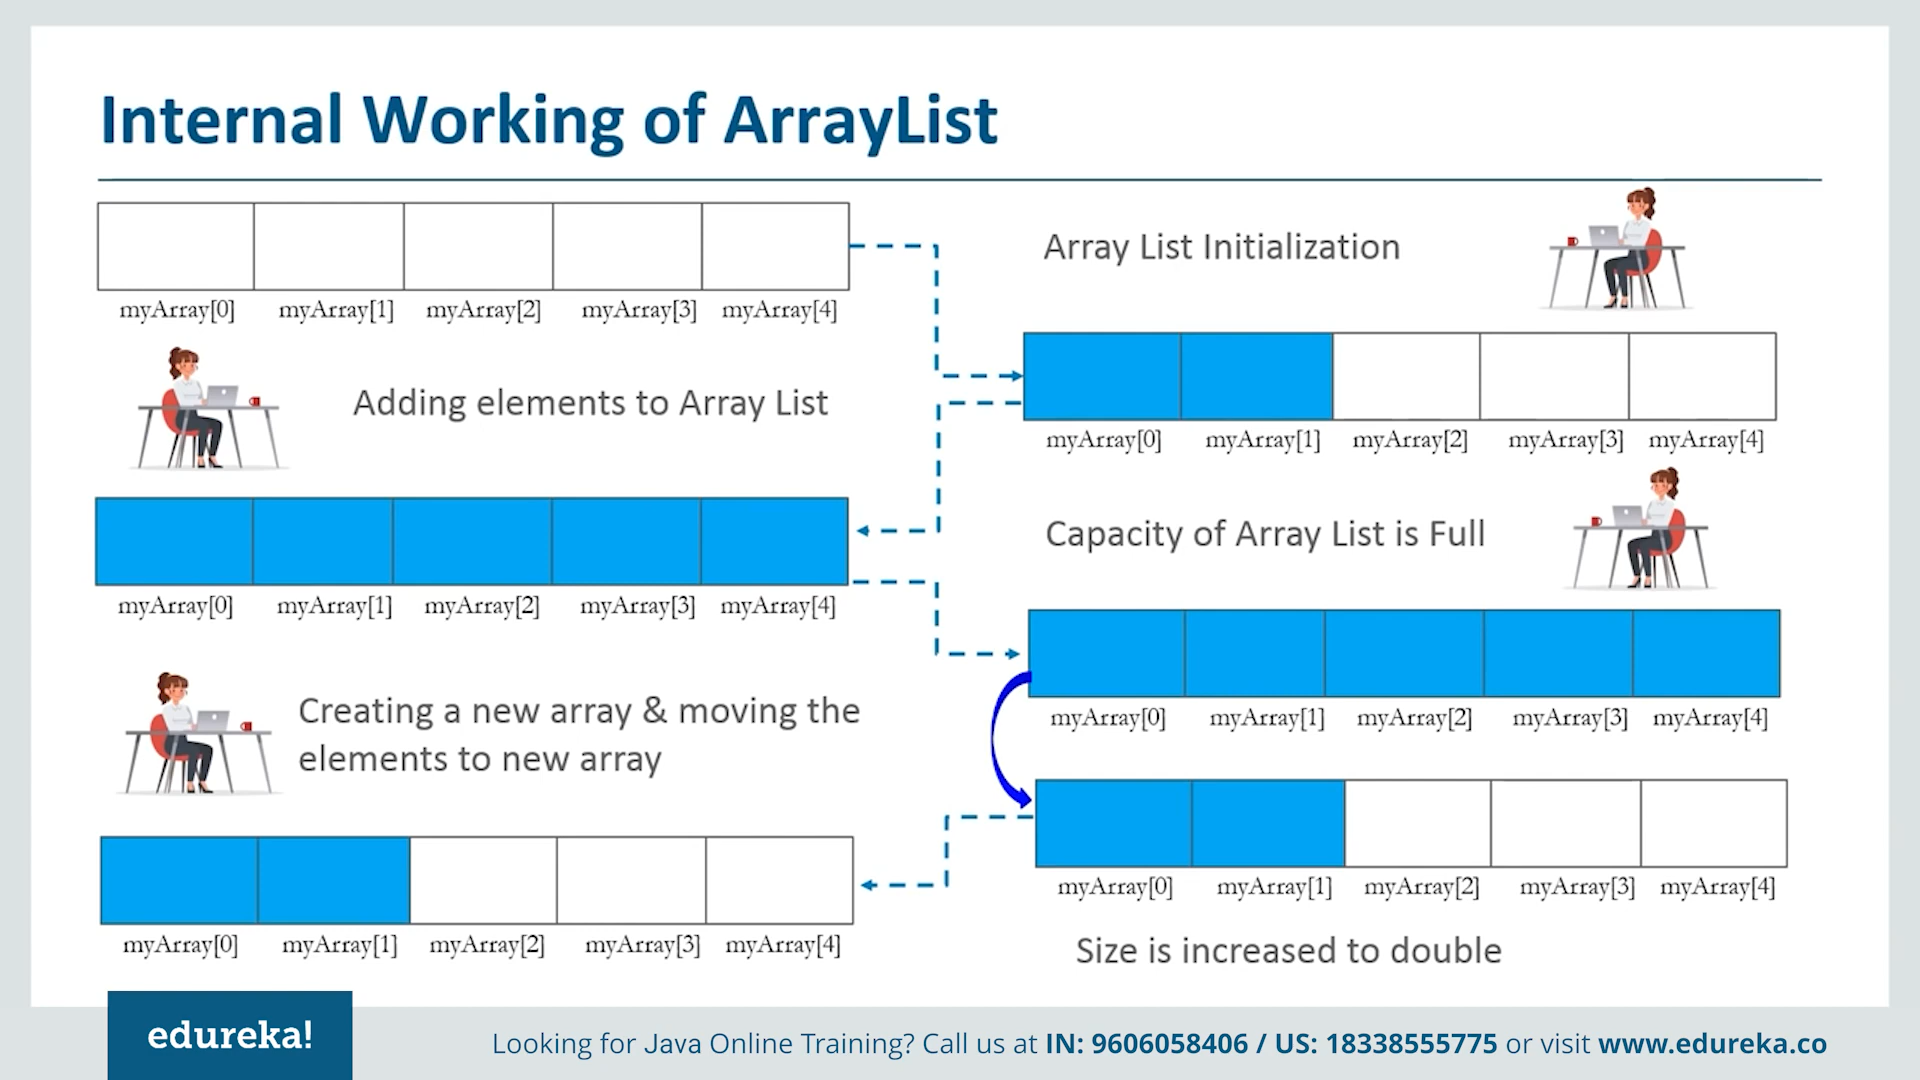 Internal Working of ArrayList
myArray[0] myArray[1] myArray[2] myArray[3] myArray[4]
Array List Initialization
Adding elements to Array List
myArray[0] myArray[1] myArray[2] myArray[3] myArray[4]
myArray[0] myArray[1] myArray[2] myArray[3] myArray[4]
Capacity of Array List is Full
Creating a new array & moving the
elements to new array
myArray[0] myArray[1] myArray[2] myArray[3] myArray[4]
myArray[0] myArray[1] myArray[2] myArray[3] myArray[4]
myArray[0] myArray[1] myArray[2] myArray[3] myArray[4]
Size is increased to double
edureka!
Looking for Java Online Training? Call us at IN: 9606058406 / US: 18338555775 or visit www.edureka.co